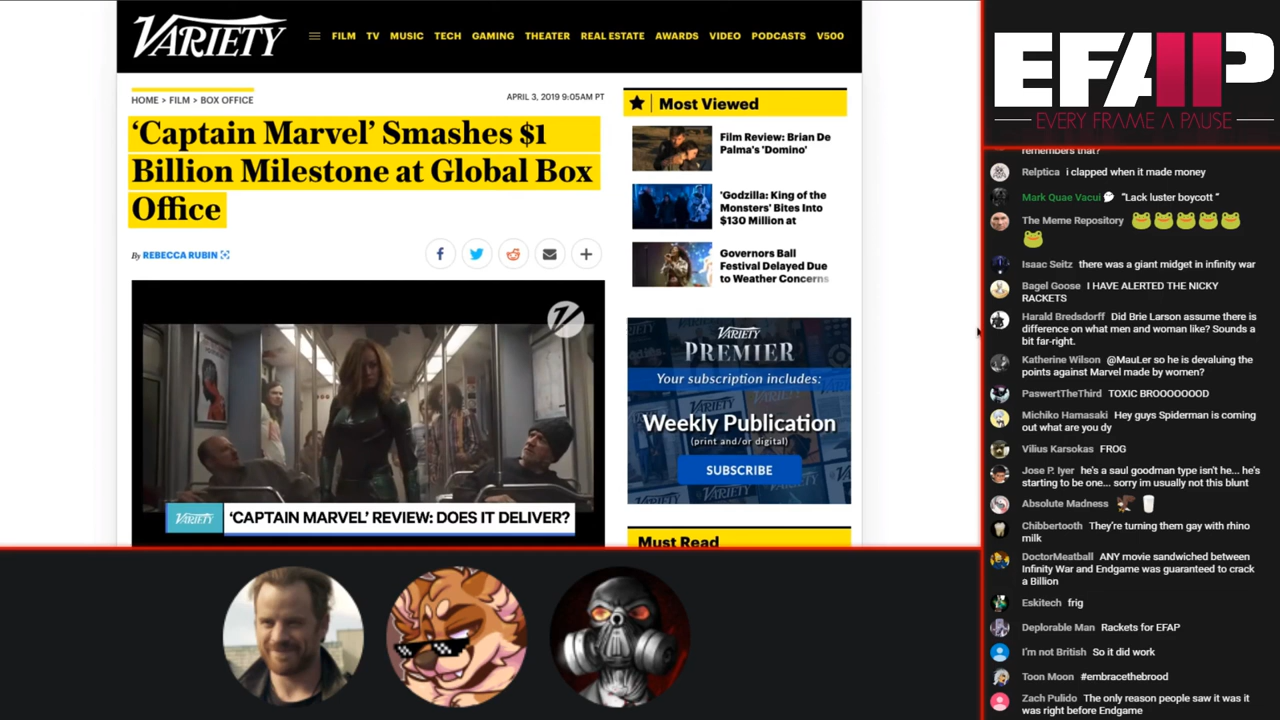 VARIETY
FILM TV MUSIC TECH GAMING THEATER REAL ESTATE AWARDS VIDEO PODCASTS V500
HOME > FILM > BOX OFFICE
APRIL 3, 2019 9:05AM PT
‘Captain Marvel’ Smashes $1
Billion Milestone at Global Box
Office
By REBECCA RUBIN
VARIETY
‘CAPTAIN MARVEL’ REVIEW: DOES IT DELIVER?
Most Viewed
Film Review: Brian De
Palma's 'Domino'
'Godzilla: King of the
Monsters' Bites Into
$130 Million at
Governors Ball
Festival Delayed Due
to Weather Concerns
VARIETY
PREMIER
Your subscription includes:
Weekly Publication
(print and/or digital)
SUBSCRIBE
Must Read
EFAP
EVERY FRAME A PAUSE
remembers that?
Relptica i clapped when it made money
Mark Quae Vacui “Lack luster boycott ”
The Meme Repository
Isaac Seitz there was a giant midget in infinity war
Bagel Goose I HAVE ALERTED THE NICKY
RACKETS
Harald Bredsdorff Did Brie Larson assume there is
difference on what men and woman like? Sounds a
bit far-right.
Katherine Wilson @MauLer so he is devaluing the
points against Marvel made by women?
PaswertTheThird TOXIC BROOOOOOOD
Michiko Hamasaki Hey guys Spiderman is coming
out what are you dy
Vilius Karsokas FROG
Jose P. Iyer he's a saul goodman type isn't he... he's
starting to be one... sorry im usually not this blunt
Absolute Madness
Chibbertooth They're turning them gay with rhino
milk
DoctorMeatball ANY movie sandwiched between
Infinity War and Endgame was guaranteed to crack
a Billion
Eskitech frig
Deplorable Man Rackets for EFAP
I'm not British So it did work
Toon Moon #embracethebrood
Zach Pulido The only reason people saw it was it
was right before Endgame